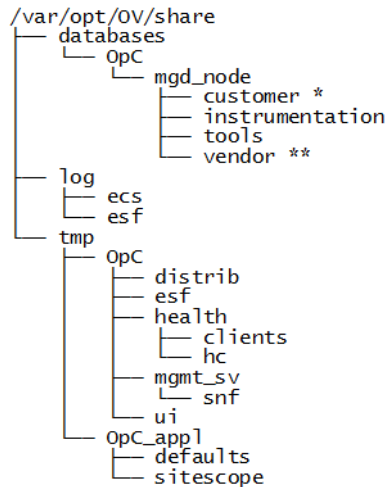 /var/opt/OV/share
├── databases
│   └── OpC
│       └── mgd_node
│           ├── customer *
│           ├── instrumentation
│           ├── tools
│           └── vendor **
├── log
│   ├── ecs
│   └── esf
└── tmp
    ├── OpC
    │   ├── distrib
    │   ├── esf
    │   ├── health
    │   │   ├── clients
    │   │   └── hc
    │   ├── mgmt_sv
    │   │   └── snf
    │   └── ui
    └── OpC_appl
        ├── defaults
        └── sitescope